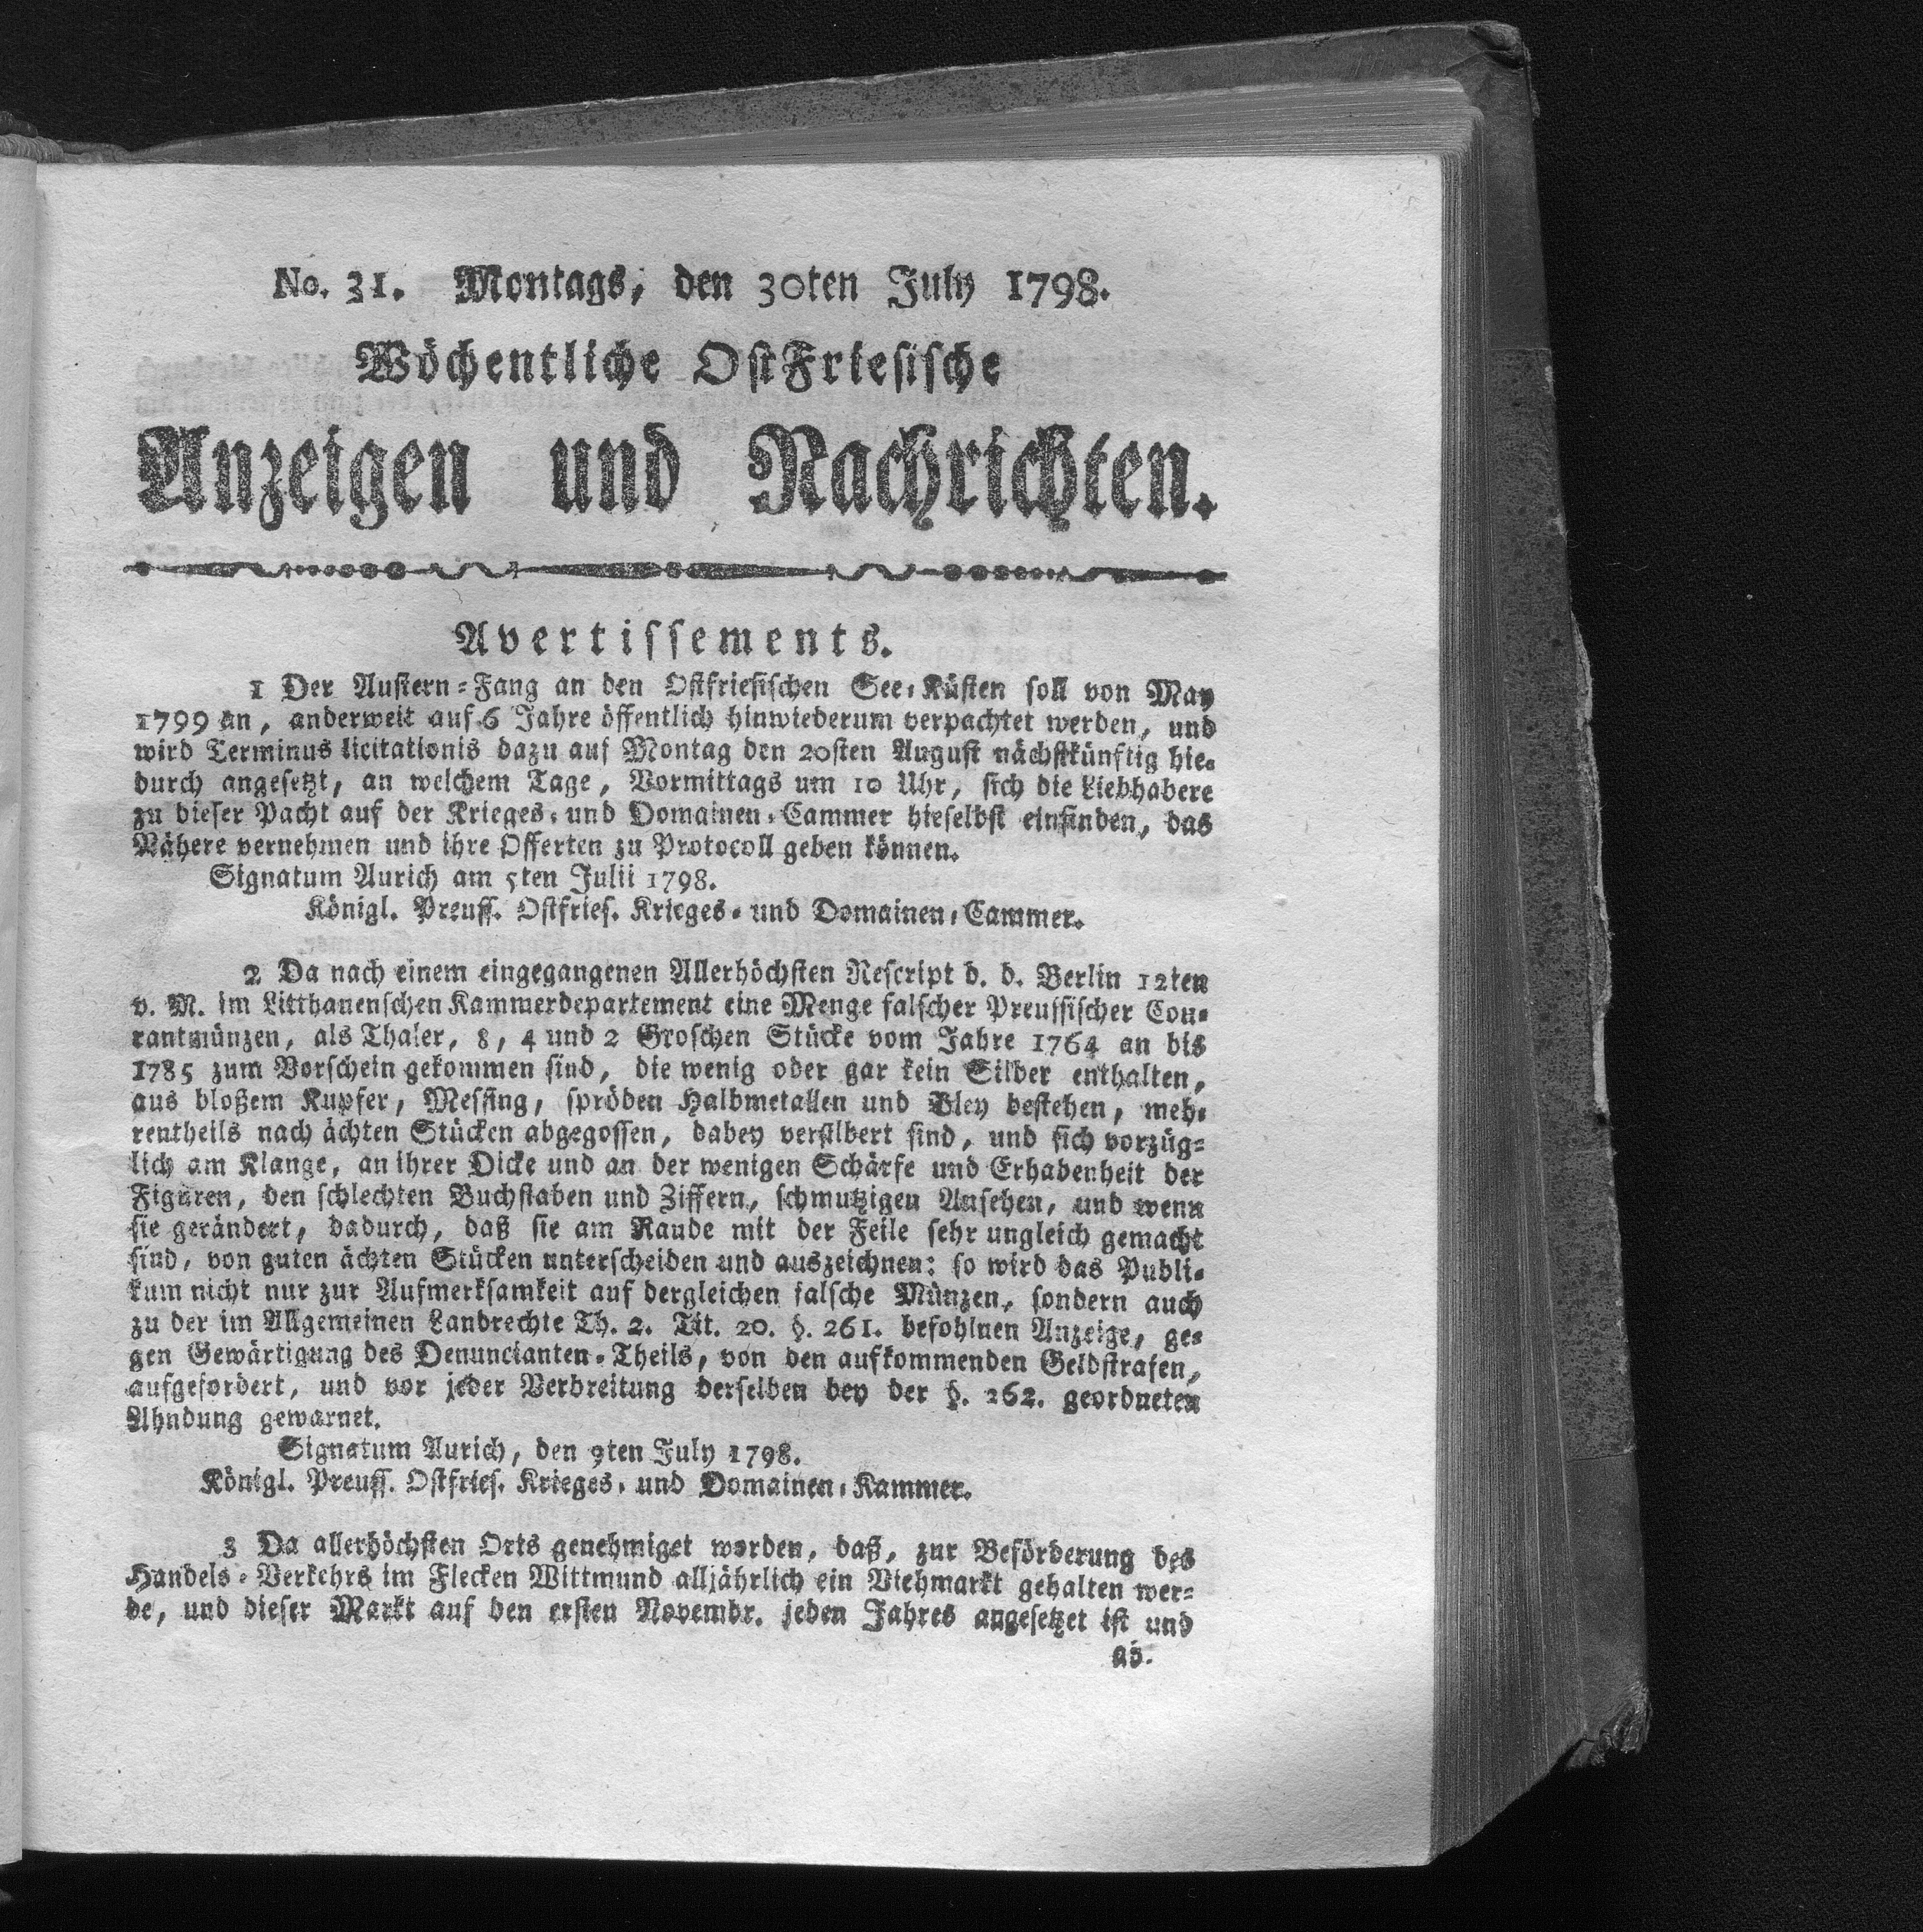 No. 31. Montags, den 30ten July 1798.
Wöchentliche OstFriesische
Anzeigen und Nachrichten.
Avertissements.
1 Der Austern-Fang an den Ostfriesischen See-Küsten soll von May
1799 an, anderweit auf 6 Jahre öffentlich hinwiederum verpachtet werden, und
wird Terminus licitationis dazu auf Montag den 20sten August nächstkünftig hie-
durch angesetzt, an welchem Tage, Vormittags um 10 Uhr, sich die Liebhabere
zu dieser Pacht auf der Krieges- und Domainen-Cammer hieselbst einfinden, das
Nähere vernehmen und ihre Offerten zu Protocoll geben können.
Signatum Aurich am 5ten Julii 1798.
Königl. Preuss. Ostfries. Krieges- und Domainen-Cammer.
2 Da nach einem eingegangenen Allerhöchsten Rescript d. d. Berlin 12ten
v. M. im Litthauenschen Kammerdepartement eine Menge falscher Preussischer Cou-
rantmünzen, als Thaler, 8, 4 und 2 Groschen Stücke vom Jahre 1764 an bis
1785 zum Vorschein gekommen sind, die wenig oder gar kein Silber enthalten,
aus bloßem Kupfer, Messing, spröden Halbmetallen und Bley bestehen, meh-
rentheils nach ächten Stücken abgegossen, dabey versilbert sind, und sich vorzüg-
lich am Klange, an ihrer Dicke und an der wenigen Schärfe und Erhabenheit der
Figuren, den schlechten Buchstaben und Ziffern, schmutzigen Ansehen, und wenn
sie gerändert, dadurch, daß sie am Rande mit der Feile sehr ungleich gemacht
sind, von guten ächten Stücken unterscheiden und auszeichnen: so wird das Publi-
kum nicht nur zur Aufmerksamkeit auf dergleichen falsche Münzen, sondern auch
zu der im Allgemeinen Landrechte Th. 2. Tit. 20. §. 261. befohlnen Anzeige, ge-
gen Gewärtigung des Denuncianten-Theils, von den aufkommenden Geldstrafen,
aufgefordert, und vor jeder Verbreitung derselben bey der §. 262. geordneten
Ahndung gewarnet.
Signatum Aurich, den 9ten July 1798.
Königl. Preuss. Ostfries. Krieges- und Domainen-Kammer.
3 Da allerhöchsten Orts genehmiget worden, daß, zur Beförderung des
Handels-Verkehrs im Flecken Wittmund alljährlich ein Viehmarkt gehalten wer-
de, und dieser Markt auf den ersten Novembr. jeden Jahres angesetzet ist und
ab.